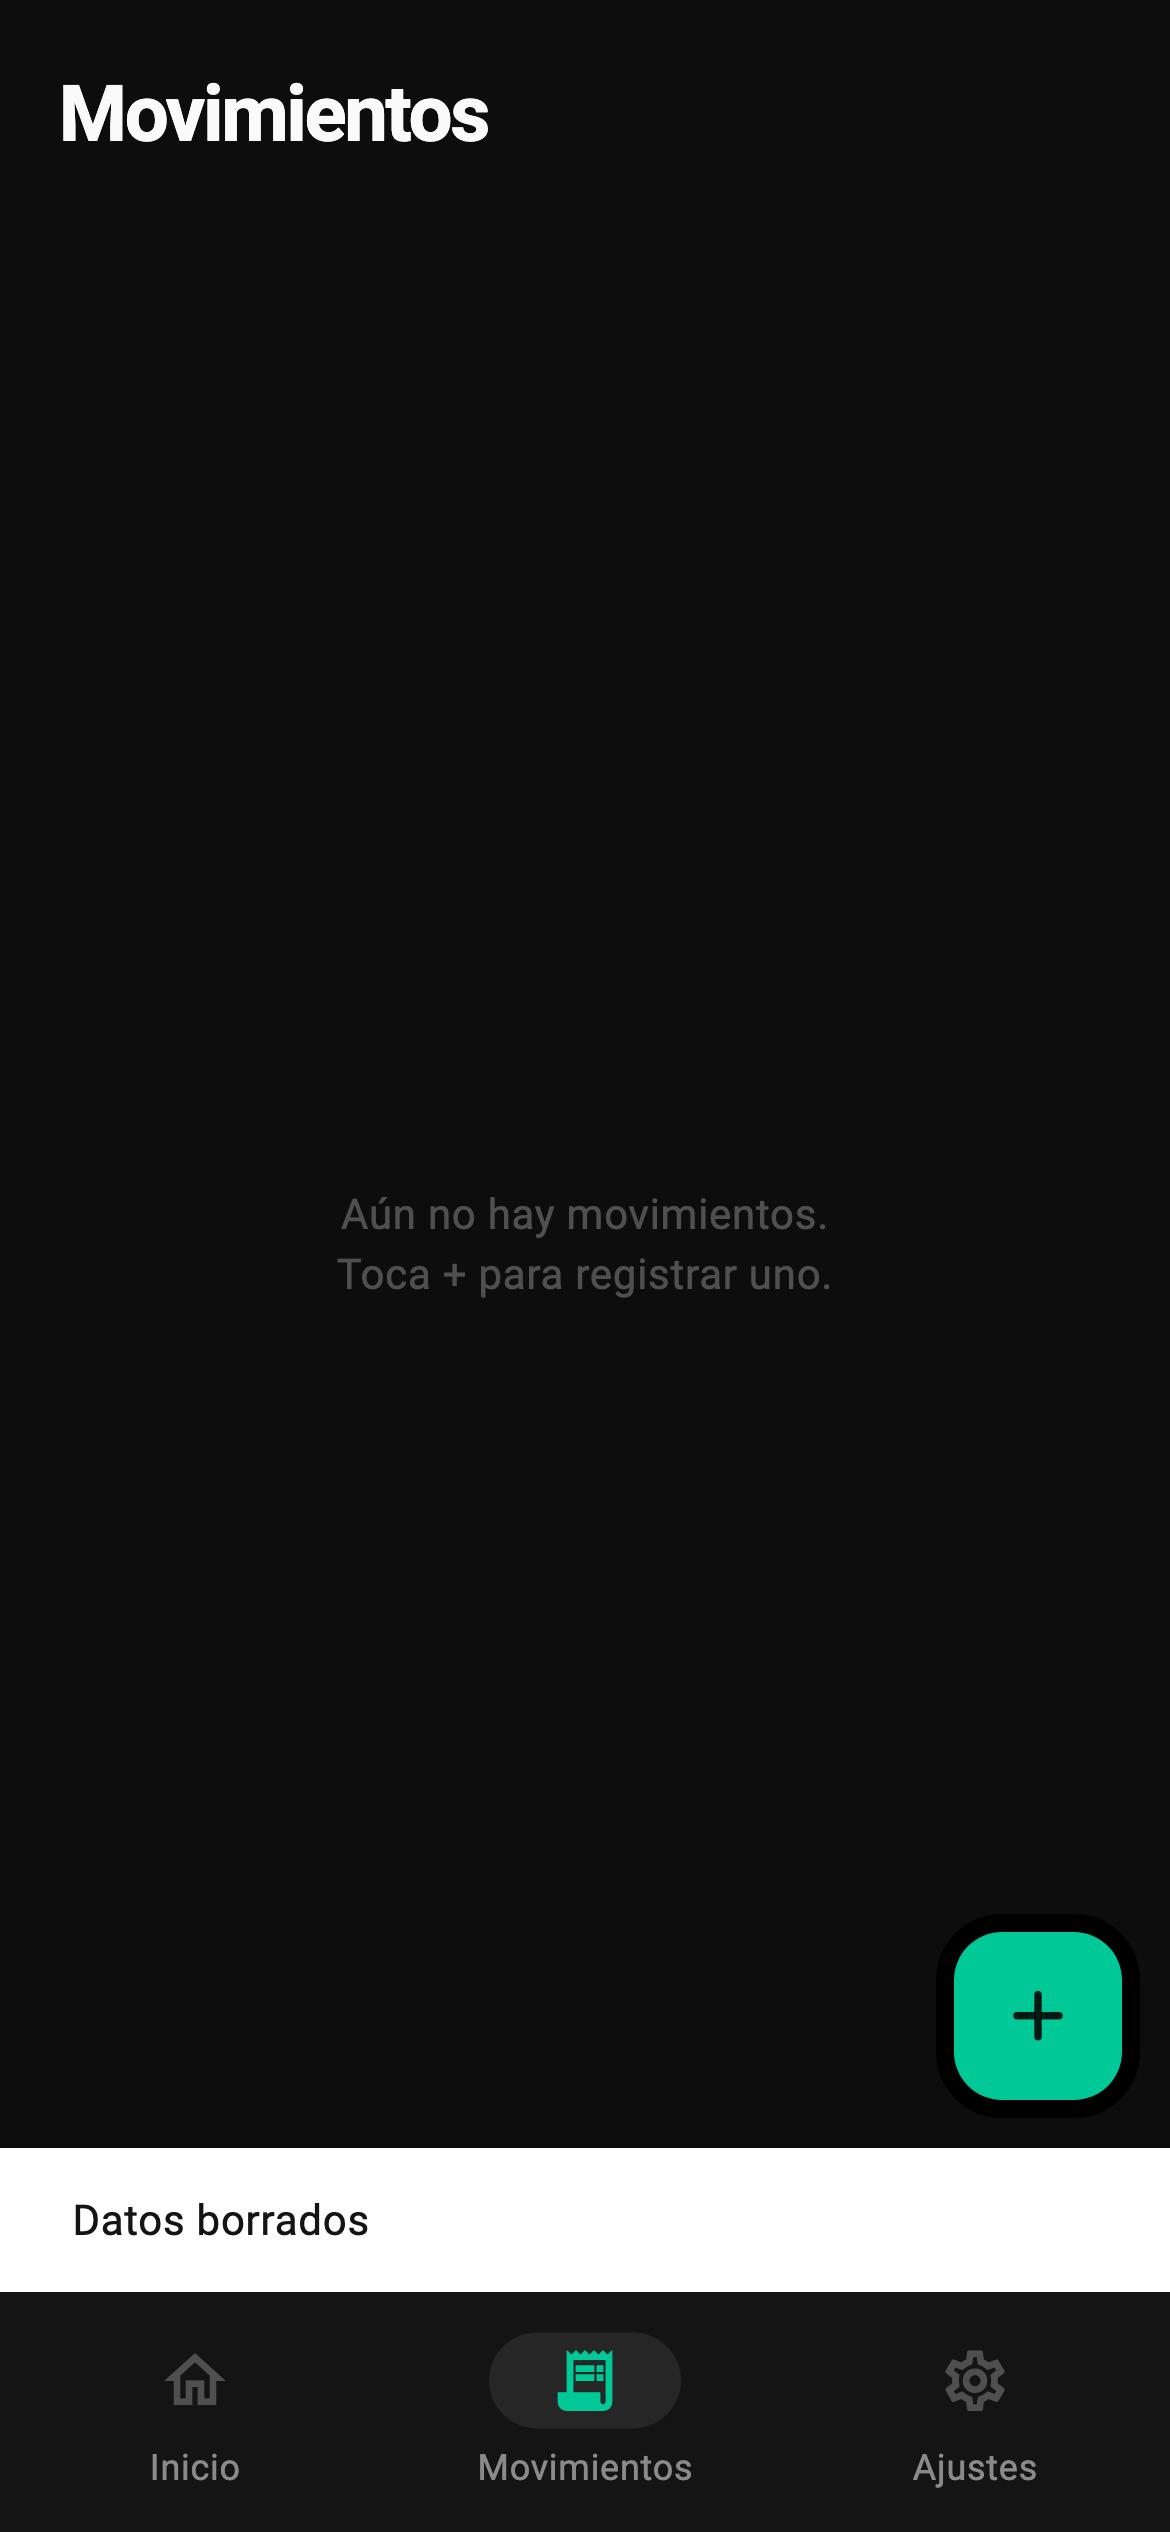 Movimientos
Aún no hay movimientos.
Toca + para registrar uno.
Datos borrados
Inicio
Movimientos
Ajustes